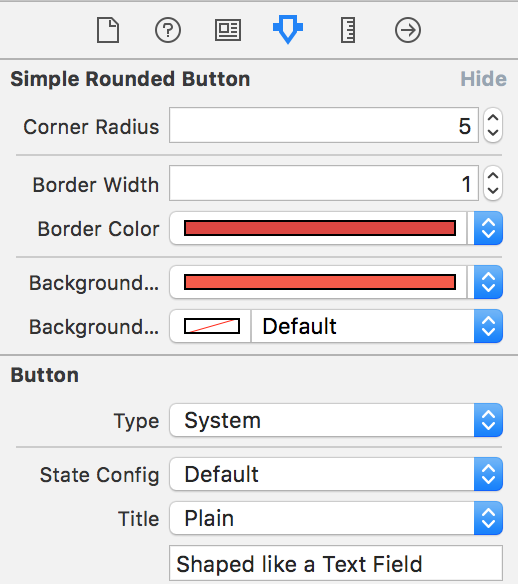 Simple Rounded Button Hide
Corner Radius 5
Border Width 1
Border Color
Background...
Background... Default
Button
Type System
State Config Default
Title Plain
Shaped like a Text Field